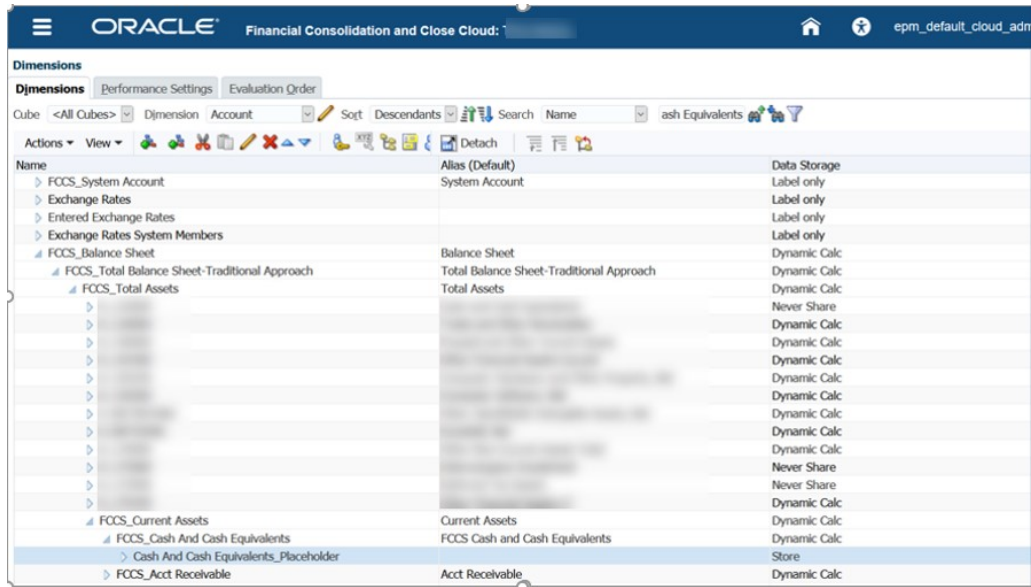 ORACLE® Financial Consolidation and Close Cloud: epm_default_cloud_adm
Dimensions
Dimensions Performance Settings Evaluation Order
Cube <All Cubes> Dimension Account Sort Descendants Search Name ash Equivalents
Actions View Detach
Name Alias (Default) Data Storage
FCCS_System Account System Account Label only
Exchange Rates Label only
Entered Exchange Rates Label only
Exchange Rates System Members Label only
FCCS_Balance Sheet Balance Sheet Dynamic Calc
FCCS_Total Balance Sheet-Traditional Approach Total Balance Sheet-Traditional Approach Dynamic Calc
FCCS_Total Assets Total Assets Dynamic Calc
Never Share
Dynamic Calc
Dynamic Calc
Dynamic Calc
Dynamic Calc
Dynamic Calc
Dynamic Calc
Dynamic Calc
Dynamic Calc
Never Share
Never Share
Dynamic Calc
FCCS_Current Assets Current Assets Dynamic Calc
FCCS_Cash And Cash Equivalents FCCS Cash and Cash Equivalents Dynamic Calc
Cash And Cash Equivalents_Placeholder Store
FCCS_Acct Receivable Acct Receivable Dynamic Calc